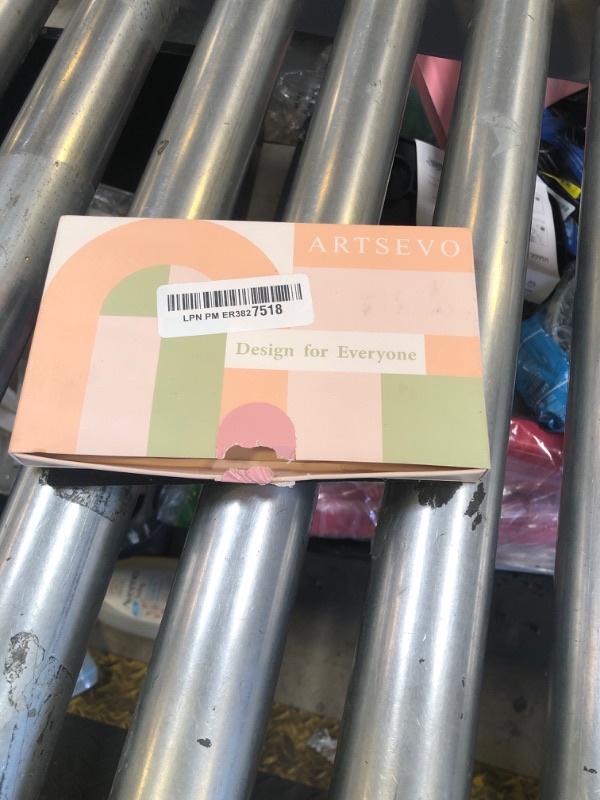 ARTSEVO
LPN PM ER3827518
Design for Everyone